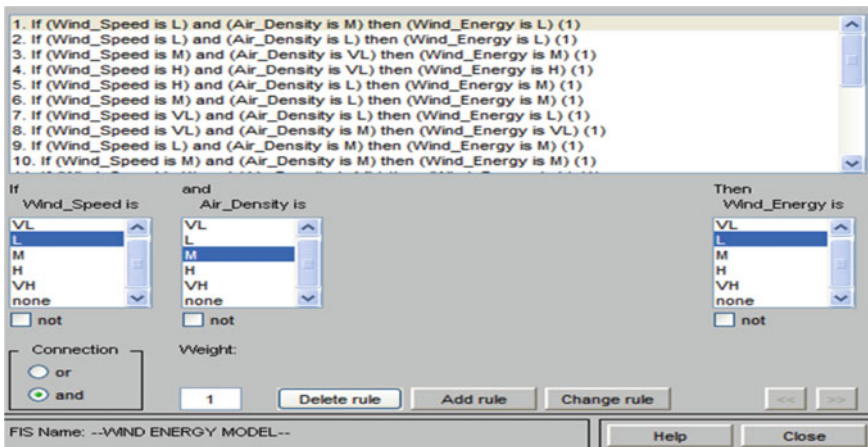 1. If (Wind_Speed is L) and (Air_Density is M) then (Wind_Energy is L) (1)
2. If (Wind_Speed is L) and (Air_Density is L) then (Wind_Energy is L) (1)
3. If (Wind_Speed is M) and (Air_Density is VL) then (Wind_Energy is M) (1)
4. If (Wind_Speed is H) and (Air_Density is VL) then (Wind_Energy is H) (1)
5. If (Wind_Speed is H) and (Air_Density is L) then (Wind_Energy is M) (1)
6. If (Wind_Speed is M) and (Air_Density is L) then (Wind_Energy is M) (1)
7. If (Wind_Speed is VL) and (Air_Density is L) then (Wind_Energy is L) (1)
8. If (Wind_Speed is VL) and (Air_Density is M) then (Wind_Energy is VL) (1)
9. If (Wind_Speed is L) and (Air_Density is M) then (Wind_Energy is M) (1)
10. If (Wind_Speed is M) and (Air_Density is M) then (Wind_Energy is M) (1)
If and Then
Wind_Speed is Air_Density is Wind_Energy is
VL VL VL
L L L
M M M
H H H
VH VH VH
none none none
not not not
Connection Weight:
or
and 1 Delete rule Add rule Change rule << >>
FIS Name: --WIND ENERGY MODEL-- Help Close